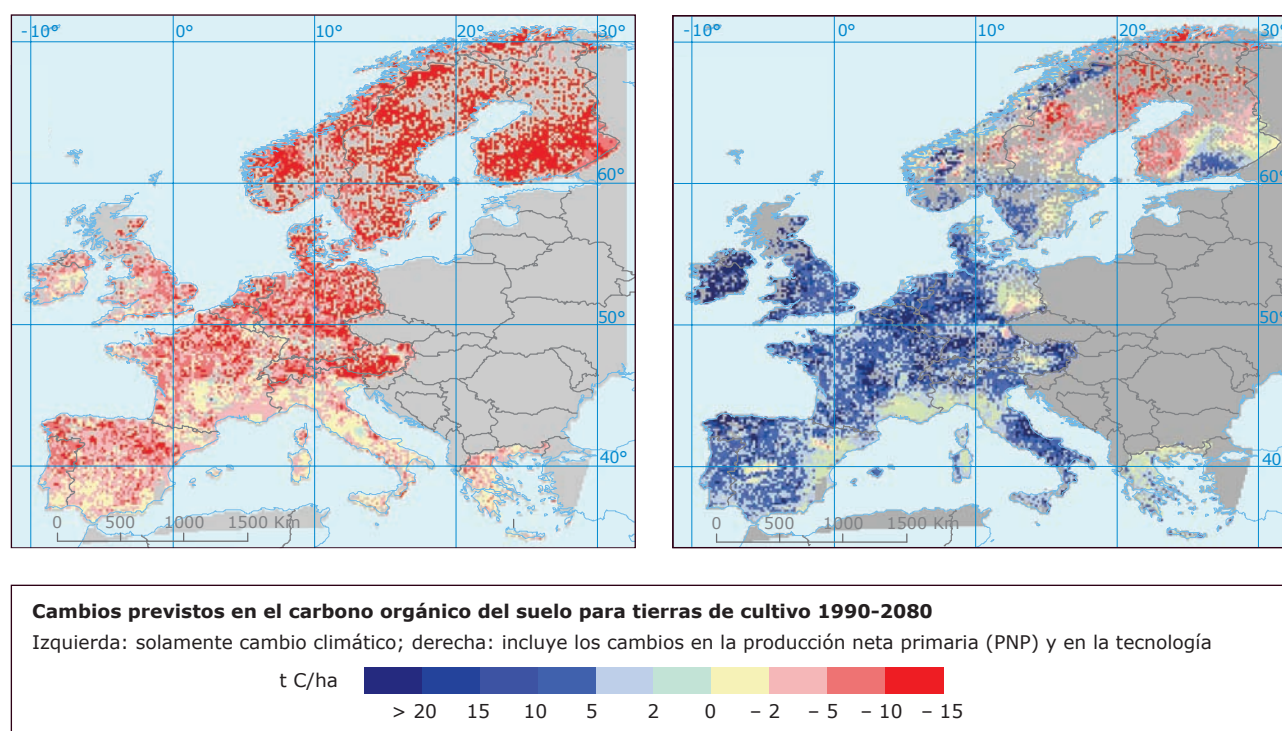 -10° 0° 10° 20° 30°
60°
50°
40°
0 500 1000 1500 Km
-10° 0° 10° 20° 30°
60°
50°
40°
0 500 1000 1500 Km
Cambios previstos en el carbono orgánico del suelo para tierras de cultivo 1990-2080
Izquierda: solamente cambio climático; derecha: incluye los cambios en la producción neta primaria (PNP) y en la tecnología
t C/ha
> 20 15 10 5 2 0 – 2 – 5 – 10 – 15